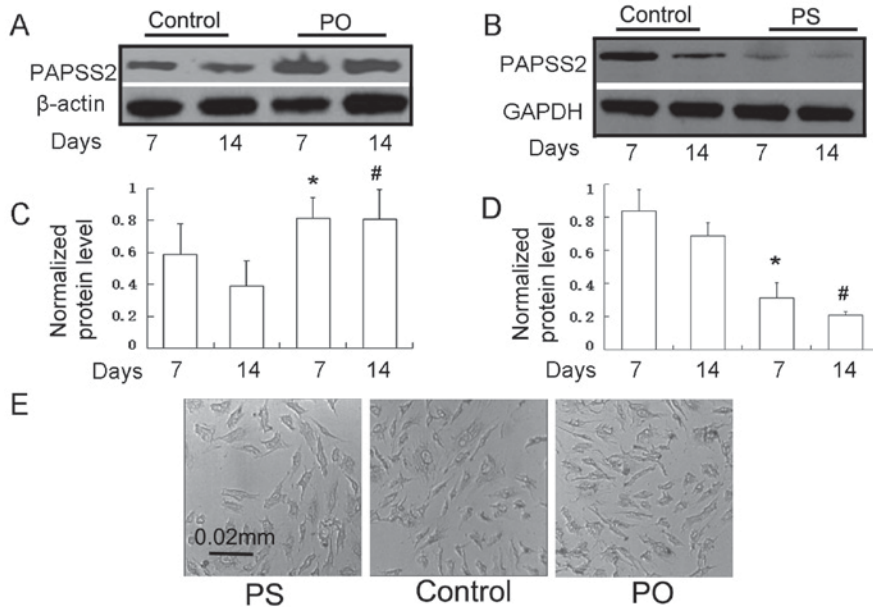 A
Control
PO
PAPSS2
β-actin
Days
7
14
7
14
B
Control
PS
PAPSS2
GAPDH
Days
7
14
7
14
C
Normalized
protein level
1
0.8
0.6
0.4
0.2
0
*
#
Days
7
14
7
14
D
Normalized
protein level
1
0.8
0.6
0.4
0.2
0
*
#
Days
7
14
7
14
E
0.02mm
PS
Control
PO